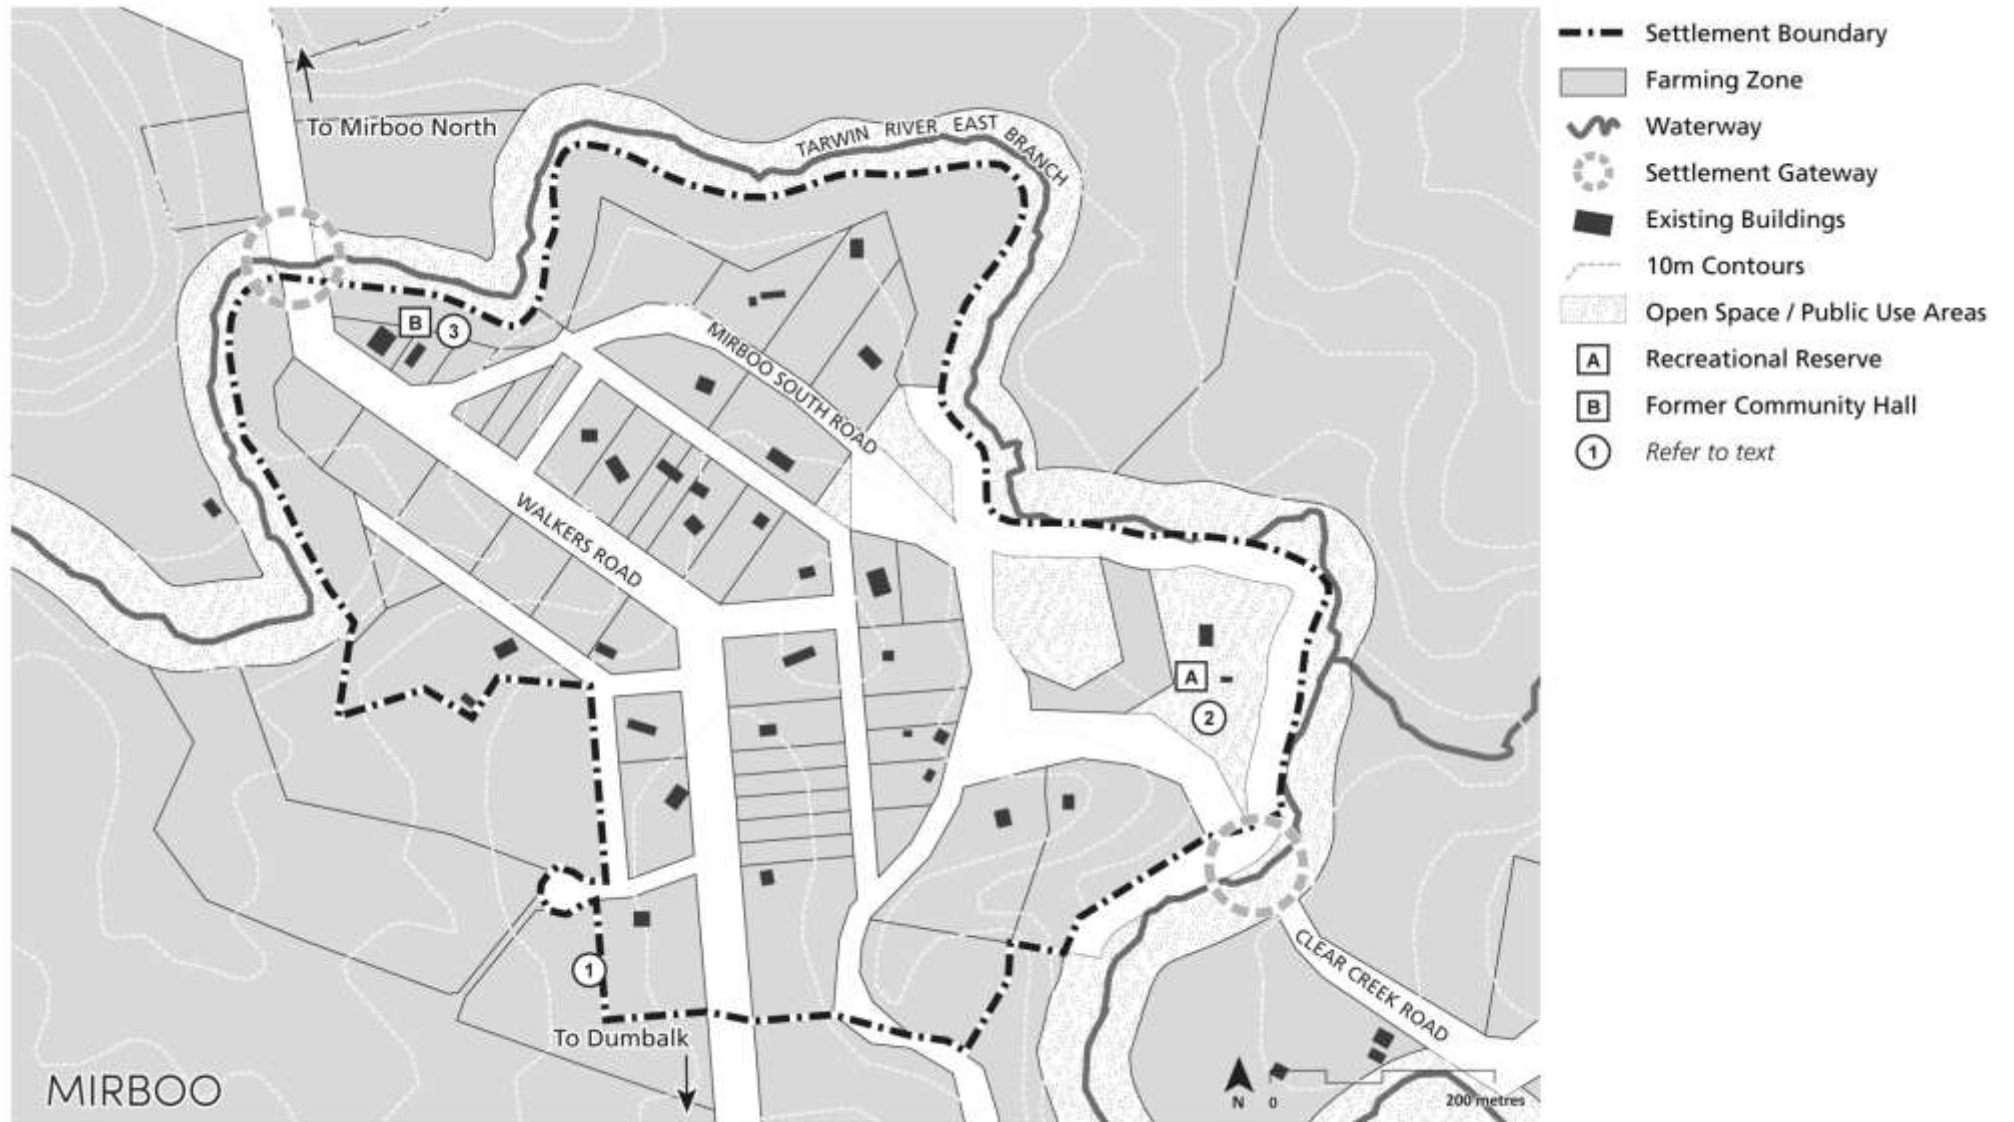 To Mirboo North
TARWIN RIVER EAST BRANCH
B
3
MIRBOO SOUTH ROAD
WALKERS ROAD
A
2
1
To Dumbalk
CLEAR CREEK ROAD
MIRBOO
N 0 200 metres
Settlement Boundary
Farming Zone
Waterway
Settlement Gateway
Existing Buildings
10m Contours
Open Space / Public Use Areas
A Recreational Reserve
B Former Community Hall
1 Refer to text